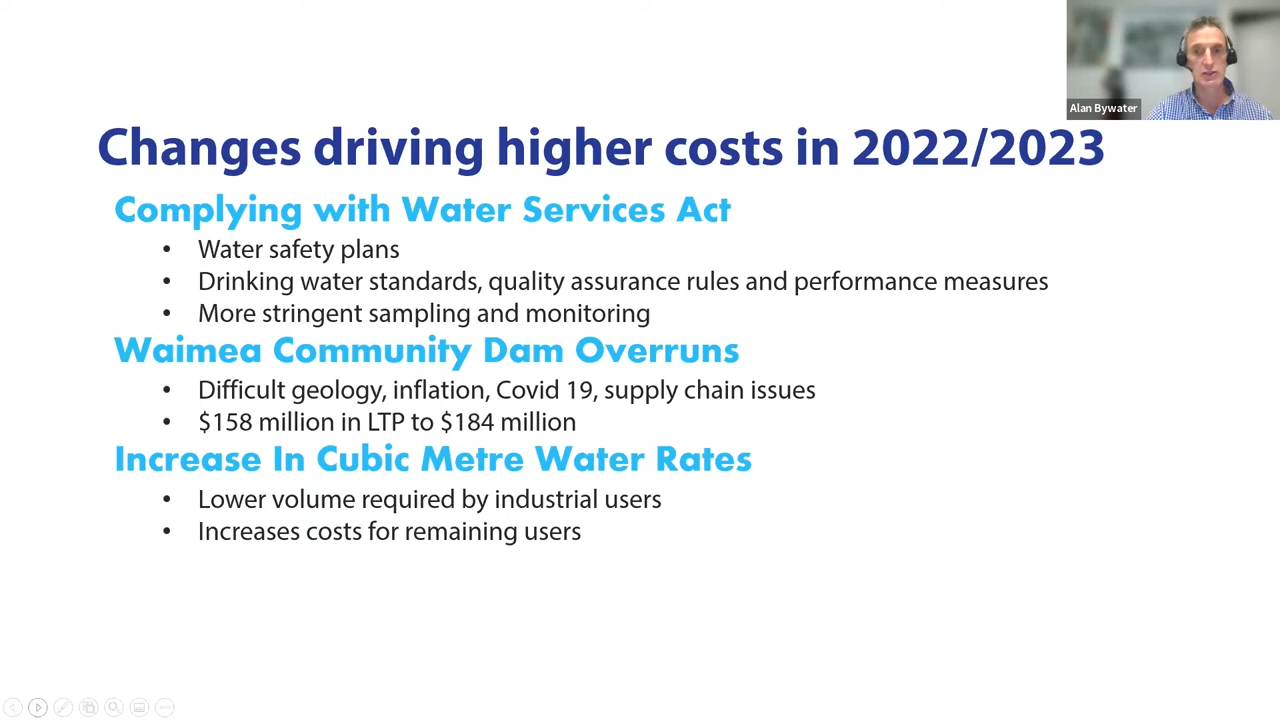 Alan Bywater
Changes driving higher costs in 2022/2023
Complying with Water Services Act
• Water safety plans
• Drinking water standards, quality assurance rules and performance measures
• More stringent sampling and monitoring
Waimea Community Dam Overruns
• Difficult geology, inflation, Covid 19, supply chain issues
• $158 million in LTP to $184 million
Increase In Cubic Metre Water Rates
• Lower volume required by industrial users
• Increases costs for remaining users